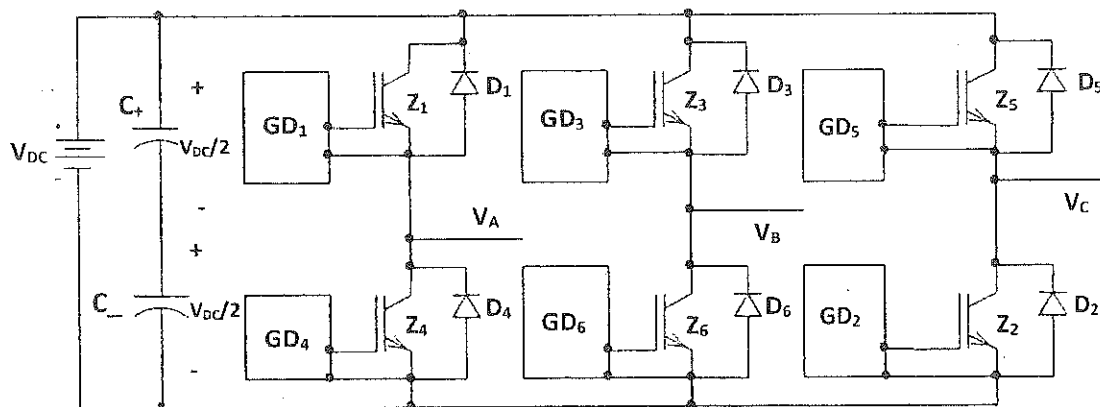 V_DC
C₊
+
V_DC/2
-
+
C₋
V_DC/2
-
GD₁
Z₁
D₁
GD₃
Z₃
D₃
GD₅
Z₅
D₅
V_A
V_B
V_C
GD₄
Z₄
D₄
GD₆
Z₆
D₆
GD₂
Z₂
D₂